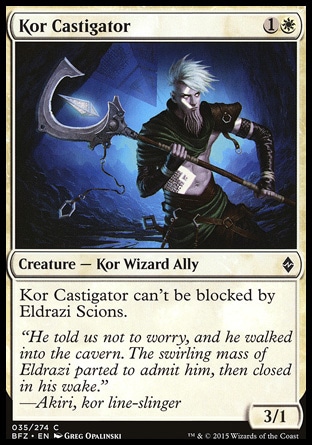 Kor Castigator 1
Creature — Kor Wizard Ally
Kor Castigator can't be blocked by
Eldrazi Scions.
"He told us not to worry, and he walked
into the cavern. The swirling mass of
Eldrazi parted to admit him, then closed
in his wake."
—Akiri, kor line-slinger
3/1
035/274 C
BFZ • EN Greg Opalinski
™ & © 2015 Wizards of the Coast